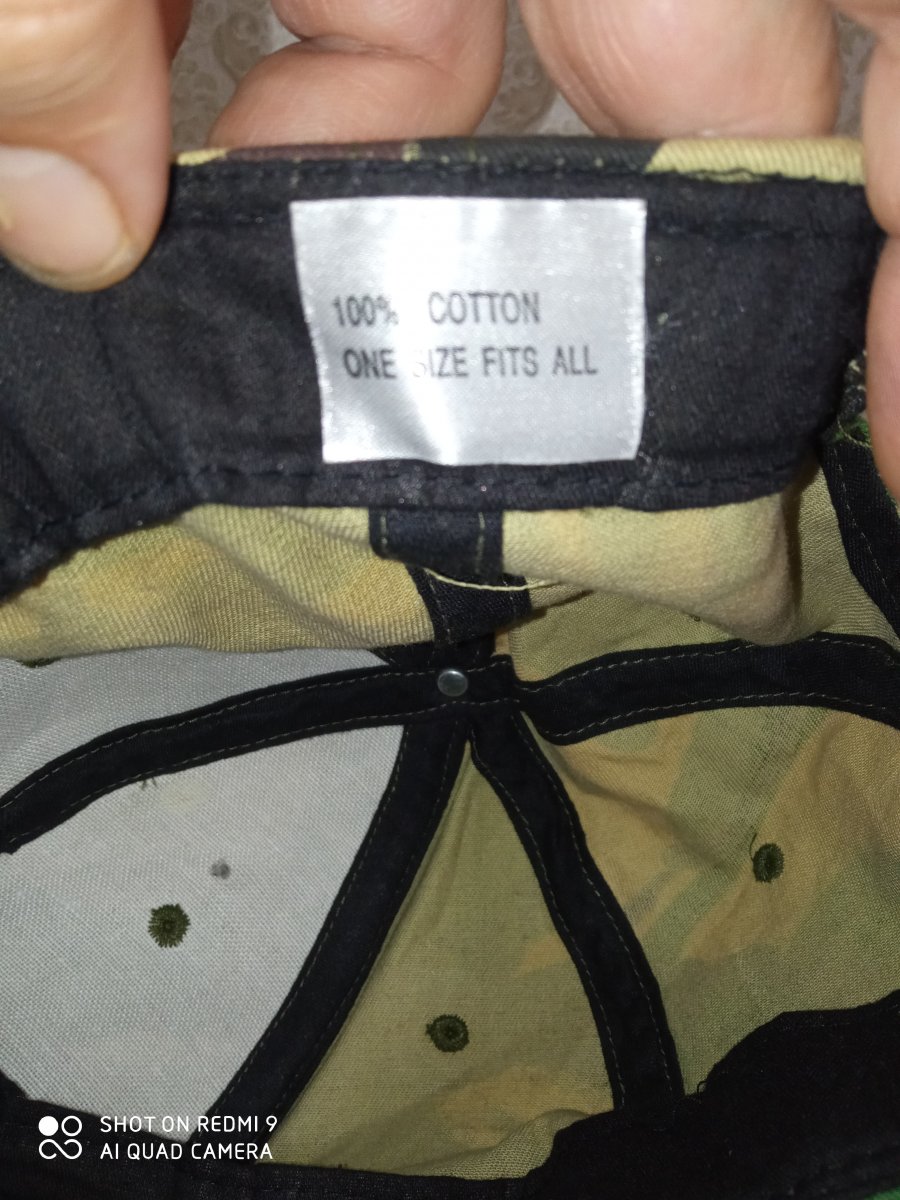 100% COTTON
ONE SIZE FITS ALL
SHOT ON REDMI 9
AI QUAD CAMERA